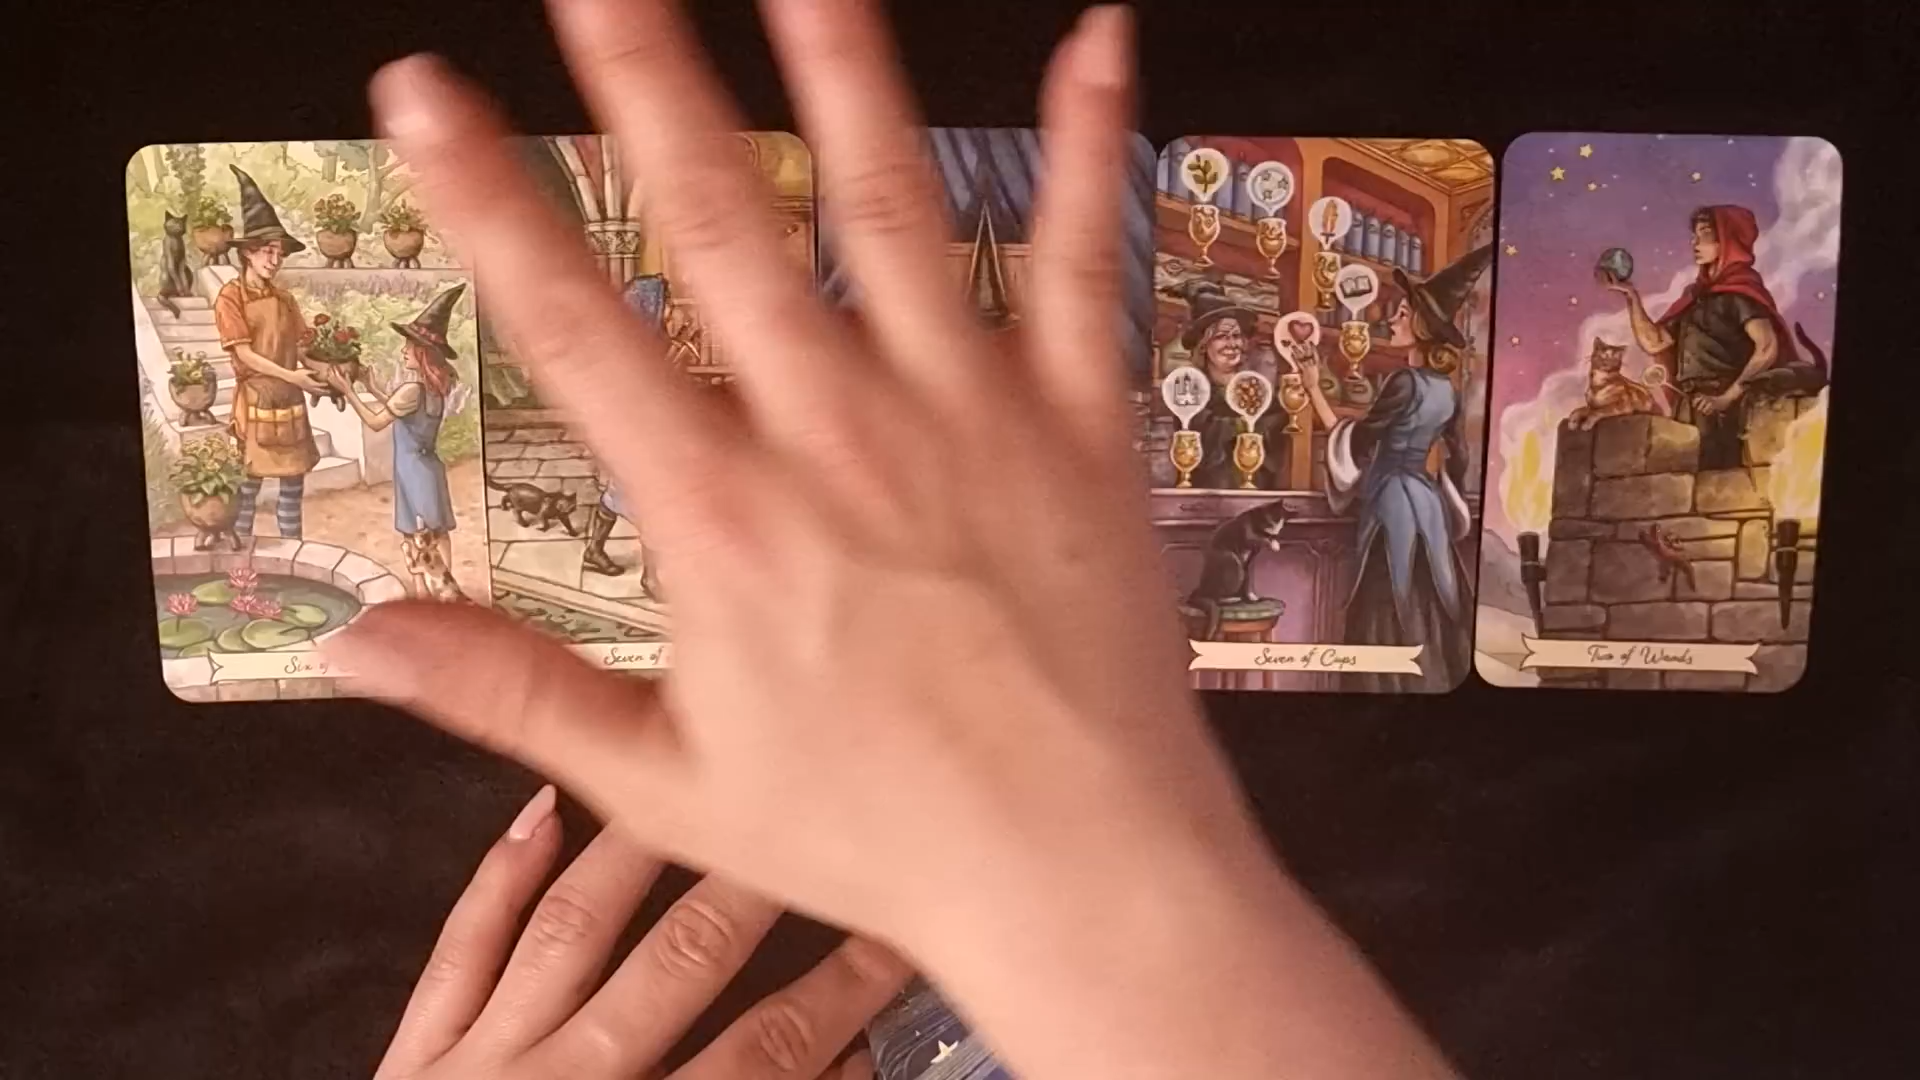 Six of
Seven of
Seven of Cups
Two of Wands